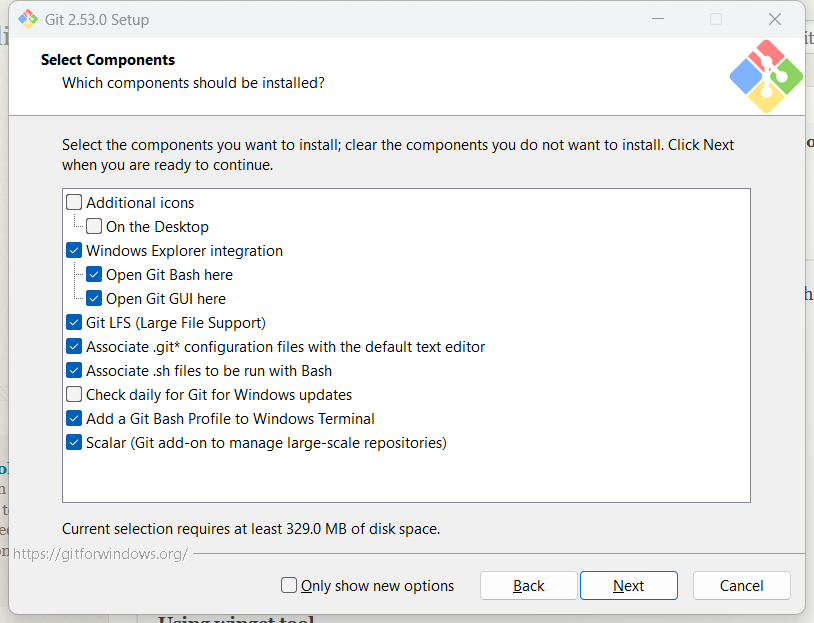 Git 2.53.0 Setup
Select Components
Which components should be installed?
Select the components you want to install; clear the components you do not want to install. Click Next
when you are ready to continue.
Additional icons
On the Desktop
Windows Explorer integration
Open Git Bash here
Open Git GUI here
Git LFS (Large File Support)
Associate .git* configuration files with the default text editor
Associate .sh files to be run with Bash
Check daily for Git for Windows updates
Add a Git Bash Profile to Windows Terminal
Scalar (Git add-on to manage large-scale repositories)
Current selection requires at least 329.0 MB of disk space.
https://gitforwindows.org/
Only show new options
Back
Next
Cancel
Using winget tool